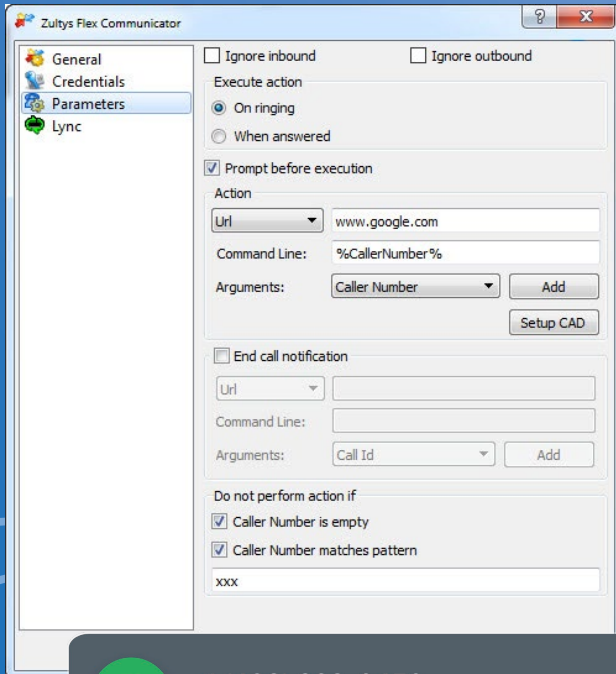 Zultys Flex Communicator
General
Credentials
Parameters
Lync
Ignore inbound Ignore outbound
Execute action
On ringing
When answered
Prompt before execution
Action
Url www.google.com
Command Line: %CallerNumber%
Arguments: Caller Number Add
Setup CAD
End call notification
Url
Command Line:
Arguments: Call Id Add
Do not perform action if
Caller Number is empty
Caller Number matches pattern
xxx